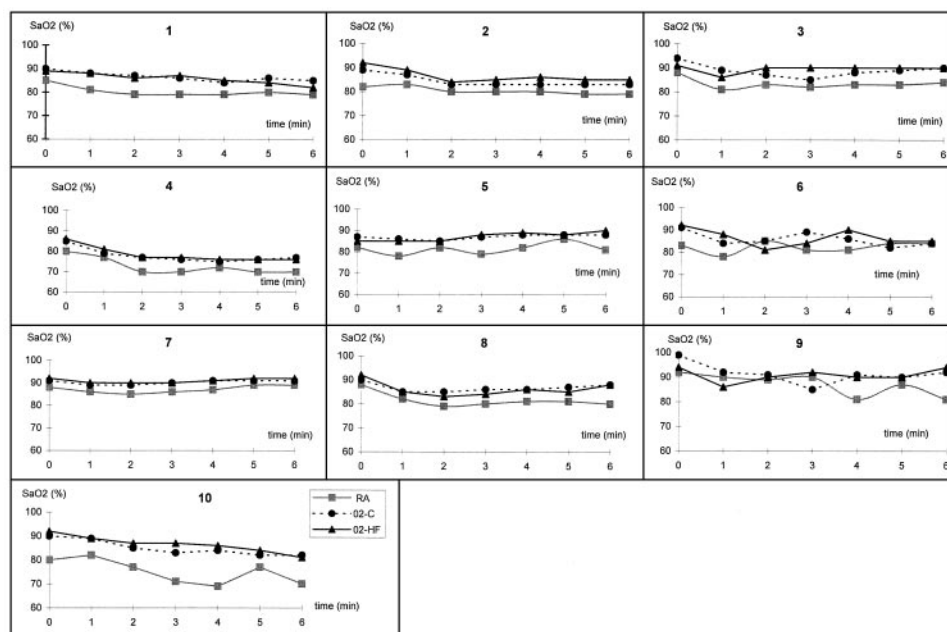 SaO2 (%) 1
100
90
80
70
time (min)
60
0 1 2 3 4 5 6
SaO2 (%) 2
100
90
80
70
time (min)
60
0 1 2 3 4 5 6
SaO2 (%) 3
100
90
80
70
time (min)
60
0 1 2 3 4 5 6
SaO2 (%) 4
100
90
80
70
time (min)
60
0 1 2 3 4 5 6
SaO2 (%) 5
100
90
80
70 time (min)
60
0 1 2 3 4 5 6
SaO2 (%) 6
100
90
80
70 time (min)
60
0 1 2 3 4 5 6
SaO2 (%) 7
100
90
80
70
time (min)
60
0 1 2 3 4 5 6
SaO2 (%) 8
100
90
80
70
time (min)
60
0 1 2 3 4 5 6
SaO2 (%) 9
100
90
80
70
time (min)
60
0 1 2 3 4 5 6
SaO2 (%) 10
RA
02-C
02-HF
100
90
80
70
60 time (min)
0 1 2 3 4 5 6